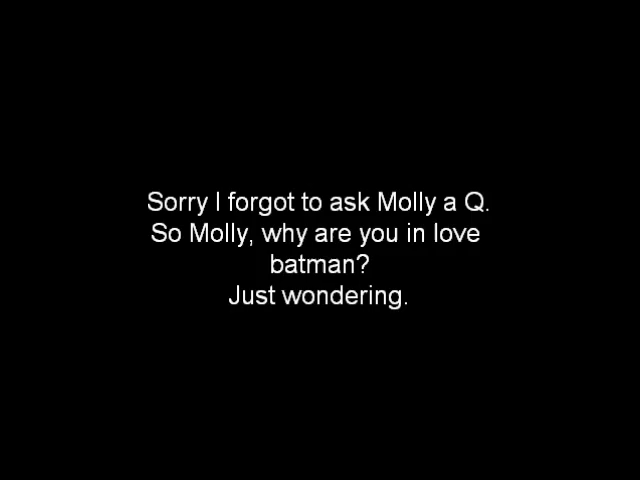 Sorry I forgot to ask Molly a Q.
So Molly, why are you in love
batman?
Just wondering.